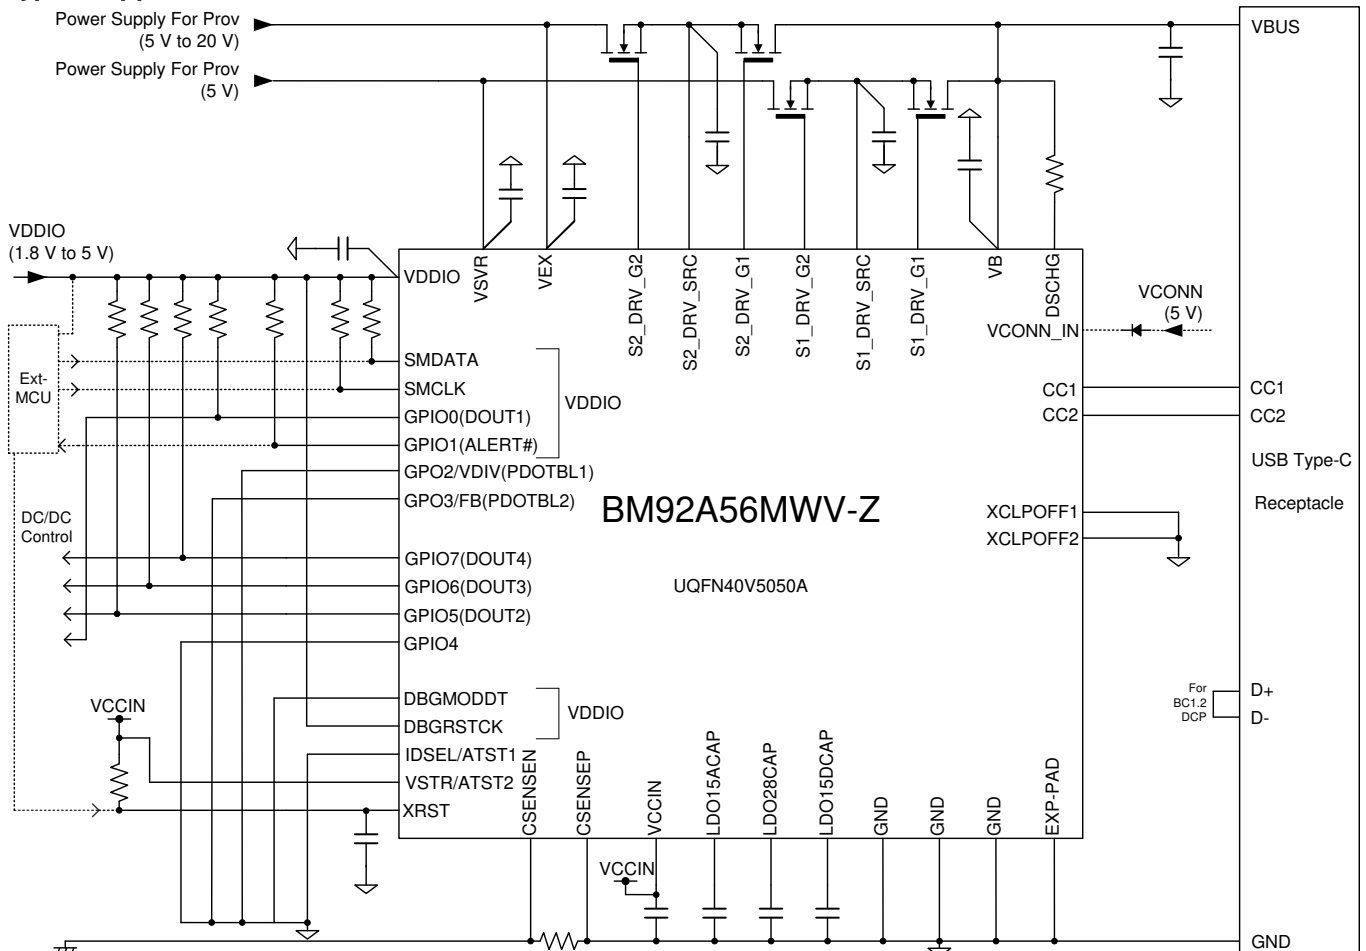 Power Supply For Prov
(5 V to 20 V)
Power Supply For Prov
(5 V)
VBUS
VDDIO
(1.8 V to 5 V)
VDDIO
VSVR
VEX
S2_DRV_G2
S2_DRV_SRC
S2_DRV_G1
S1_DRV_G2
S1_DRV_SRC
S1_DRV_G1
VB
DSCHG
VCONN
(5 V)
VCONN_IN
Ext-
MCU
SMDATA
SMCLK
GPIO0(DOUT1)
GPIO1(ALERT#)
VDDIO
GPO2/VDIV(PDOTBL1)
GPO3/FB(PDOTBL2)
CC1
CC2
CC1
CC2
USB Type-C
Receptacle
BM92A56MWV-Z
UQFN40V5050A
XCLPOFF1
XCLPOFF2
DC/DC
Control
GPIO7(DOUT4)
GPIO6(DOUT3)
GPIO5(DOUT2)
GPIO4
DBGMODDT
DBGRSTCK
VDDIO
IDSEL/ATST1
VSTR/ATST2
XRST
VCCIN
For
BC1.2
DCP
D+
D-
CSENSEN
CSENSEP
VCCIN
LDO15ACAP
LDO28CAP
LDO15DCAP
GND
GND
GND
EXP-PAD
VCCIN
GND